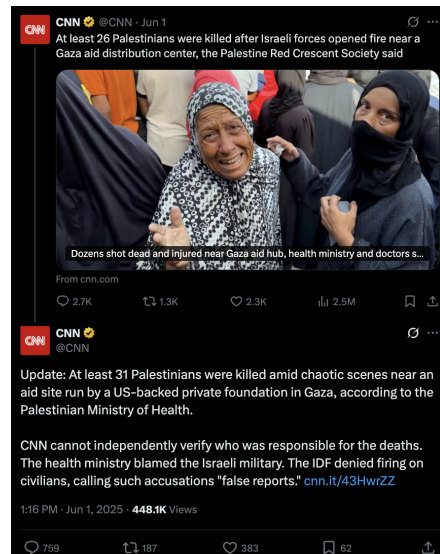 CNN
CNN @CNN · Jun 1
At least 26 Palestinians were killed after Israeli forces opened fire near a
Gaza aid distribution center, the Palestine Red Crescent Society said
Dozens shot dead and injured near Gaza aid hub, health ministry and doctors s...
From cnn.com
2.7K 1.3K 2.3K 2.5M
CNN
CNN
@CNN
Update: At least 31 Palestinians were killed amid chaotic scenes near an
aid site run by a US-backed private foundation in Gaza, according to the
Palestinian Ministry of Health.
CNN cannot independently verify who was responsible for the deaths.
The health ministry blamed the Israeli military. The IDF denied firing on
civilians, calling such accusations "false reports." cnn.it/43HwrZZ
1:16 PM · Jun 1, 2025 · 448.1K Views
759 187 383 62